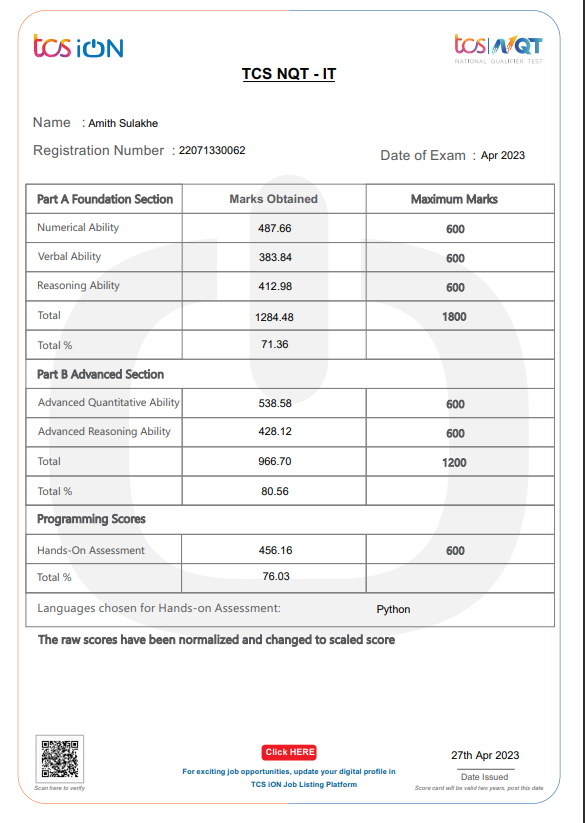 tcs iON
tcs NQT
NATIONAL QUALIFIER TEST
TCS NQT - IT
Name : Amith Sulakhe
Registration Number : 22071330062
Date of Exam : Apr 2023
Part A Foundation Section Marks Obtained Maximum Marks
Numerical Ability 487.66 600
Verbal Ability 383.84 600
Reasoning Ability 412.98 600
Total 1284.48 1800
Total % 71.36
Part B Advanced Section
Advanced Quantitative Ability 538.58 600
Advanced Reasoning Ability 428.12 600
Total 966.70 1200
Total % 80.56
Programming Scores
Hands-On Assessment 456.16 600
Total % 76.03
Languages chosen for Hands-on Assessment: Python
The raw scores have been normalized and changed to scaled score
Click HERE
For exciting job opportunities, update your digital profile in
TCS iON Job Listing Platform
27th Apr 2023
Date Issued
Scan here to verify
Score card will be valid two years, post this date